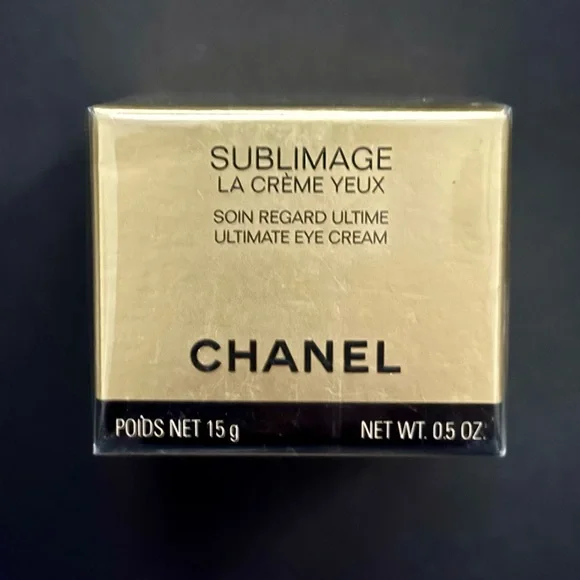 SUBLIMAGE
LA CRÈME YEUX
SOIN REGARD ULTIME
ULTIMATE EYE CREAM
CHANEL
POIDS NET 15 g NET WT. 0.5 OZ.